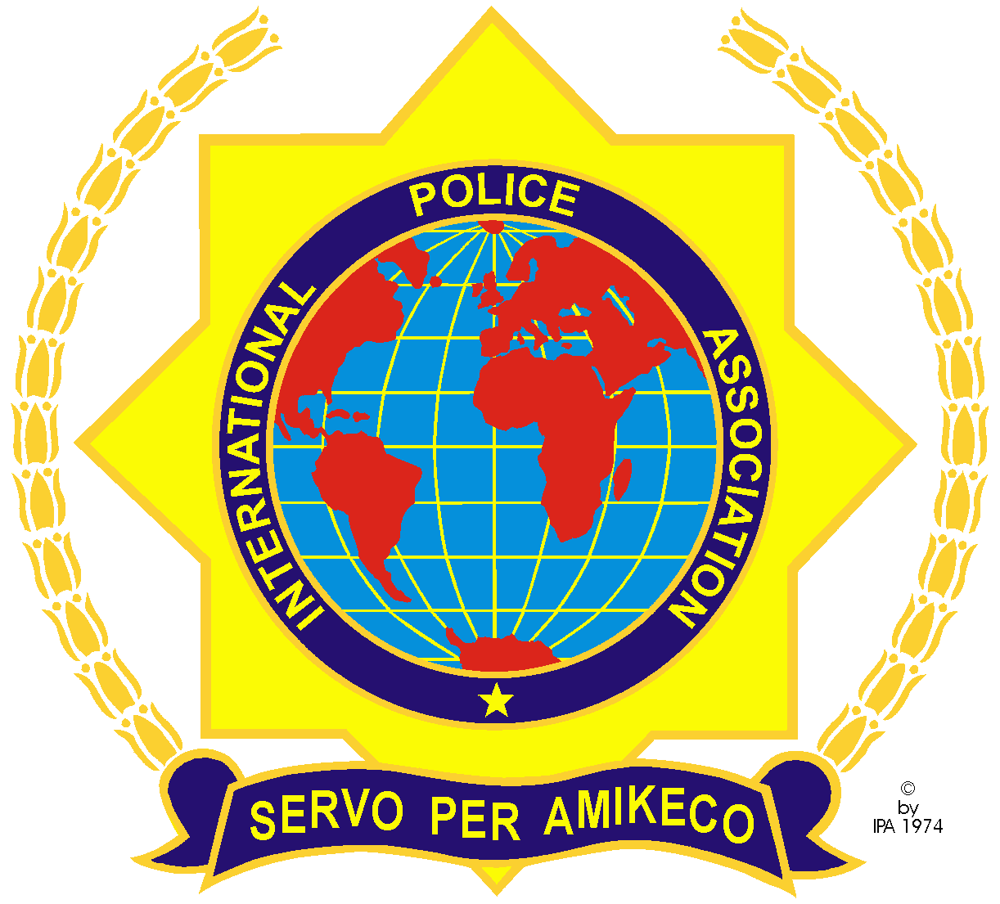 INTERNATIONAL POLICE ASSOCIATION
SERVO PER AMIKECO
©
by
IPA 1974